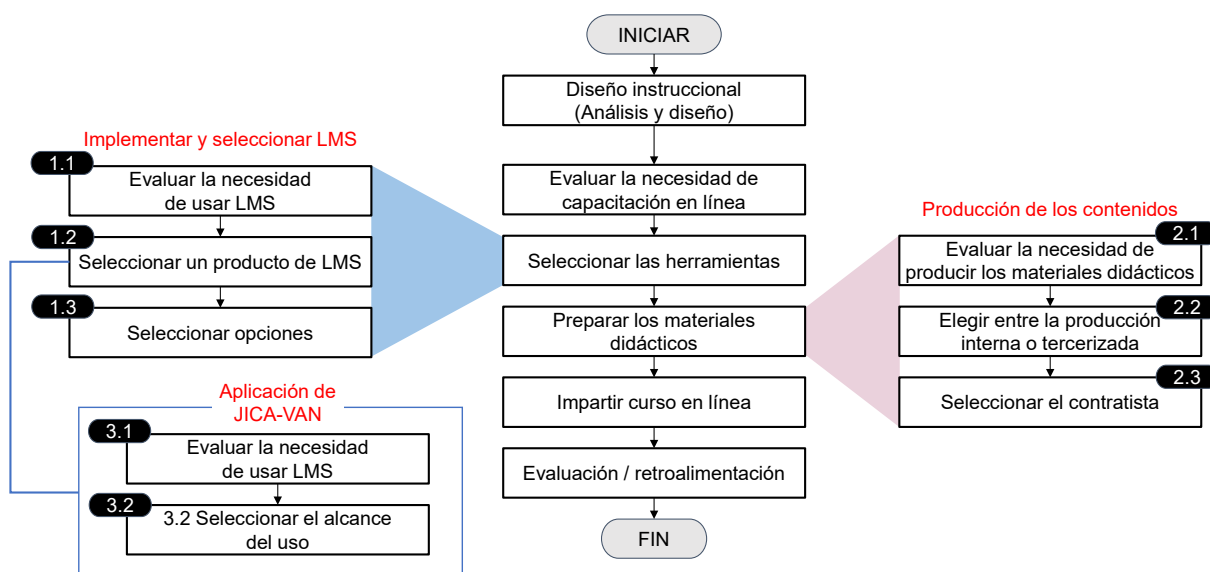 INICIAR
Diseño instruccional
(Análisis y diseño)
Evaluar la necesidad de
capacitación en línea
Seleccionar las herramientas
Preparar los materiales
didácticos
Impartir curso en línea
Evaluación / retroalimentación
FIN
Implementar y seleccionar LMS
1.1
Evaluar la necesidad
de usar LMS
1.2
Seleccionar un producto de LMS
1.3
Seleccionar opciones
Aplicación de
JICA-VAN
3.1
Evaluar la necesidad
de usar LMS
3.2
3.2 Seleccionar el alcance
del uso
Producción de los contenidos
2.1
Evaluar la necesidad de
producir los materiales didácticos
2.2
Elegir entre la producción
interna o tercerizada
2.3
Seleccionar el contratista